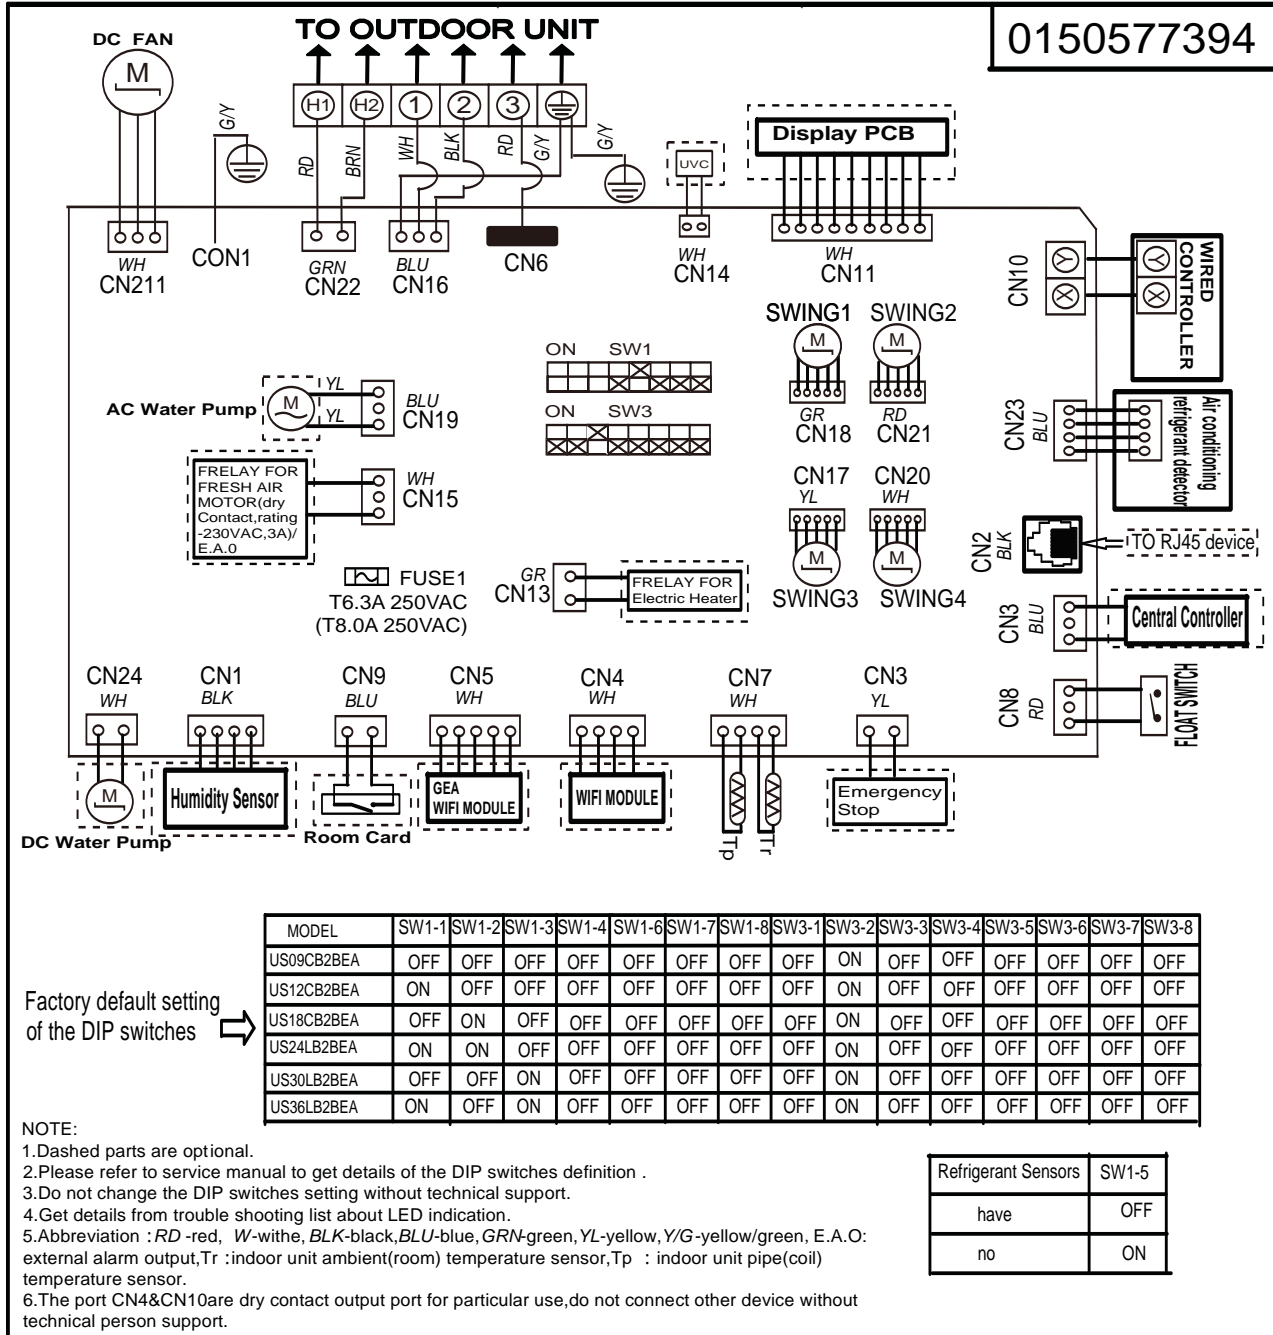 TO OUTDOOR UNIT
0150577394
DC FAN
M
H1 H2 1 2 3
G/Y
RD BRN WH BLK RD G/Y G/Y
UVC
Display PCB
WH
CN211
CON1
GRN
CN22
BLU
CN16
CN6
WH
CN14
WH
CN11
CN10
Y Y
X X
WIRED
CONTROLLER
SWING1 SWING2
M M
GR
CN18
RD
CN21
ON SW1
ON SW3
AC Water Pump
M
YL
YL
BLU
CN19
FRELAY FOR
FRESH AIR
MOTOR(dry
Contact,rating
-230VAC,3A)/
E.A.0
WH
CN15
CN23
BLU
Air conditioning
refrigerant detector
CN17 CN20
YL WH
M M
SWING3 SWING4
CN2
BLK
TO RJ45 device
FUSE1
T6.3A 250VAC
(T8.0A 250VAC)
GR
CN13
FRELAY FOR
Electric Heater
CN3
BLU
Central Controller
CN8
RD
FLOAT SWITCH
CN24
WH
CN1
BLK
CN9
BLU
CN5
WH
CN4
WH
CN7
WH
CN3
YL
M
DC Water Pump
Humidity Sensor
Room Card
GEA
WIFI MODULE
WIFI MODULE
Tp
Tr
Emergency
Stop
MODEL SW1-1 SW1-2 SW1-3 SW1-4 SW1-6 SW1-7 SW1-8 SW3-1 SW3-2 SW3-3 SW3-4 SW3-5 SW3-6 SW3-7 SW3-8
US09CB2BEA OFF OFF OFF OFF OFF OFF OFF OFF ON OFF OFF OFF OFF OFF OFF
US12CB2BEA ON OFF OFF OFF OFF OFF OFF OFF ON OFF OFF OFF OFF OFF OFF
US18CB2BEA OFF ON OFF OFF OFF OFF OFF OFF ON OFF OFF OFF OFF OFF OFF
US24LB2BEA ON ON OFF OFF OFF OFF OFF OFF ON OFF OFF OFF OFF OFF OFF
US30LB2BEA OFF OFF ON OFF OFF OFF OFF OFF ON OFF OFF OFF OFF OFF OFF
US36LB2BEA ON OFF ON OFF OFF OFF OFF OFF ON OFF OFF OFF OFF OFF OFF
Factory default setting
of the DIP switches
NOTE:
1.Dashed parts are optional.
2.Please refer to service manual to get details of the DIP switches definition .
3.Do not change the DIP switches setting without technical support.
4.Get details from trouble shooting list about LED indication.
5.Abbreviation : RD -red, W-withe, BLK-black,BLU-blue,GRN-green,YL-yellow,Y/G-yellow/green, E.A.O:
external alarm output,Tr :indoor unit ambient(room) temperature sensor,Tp : indoor unit pipe(coil)
temperature sensor.
6.The port CN4&CN10are dry contact output port for particular use,do not connect other device without
technical person support.
Refrigerant Sensors SW1-5
have OFF
no ON